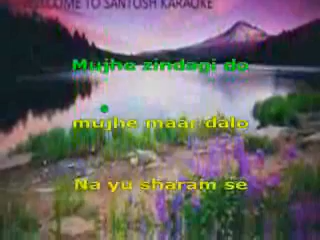 WELCOME TO SANTOSH KARAOKE
Mujhe zindagi do
mujhe maar dalo
Na yu sharam se